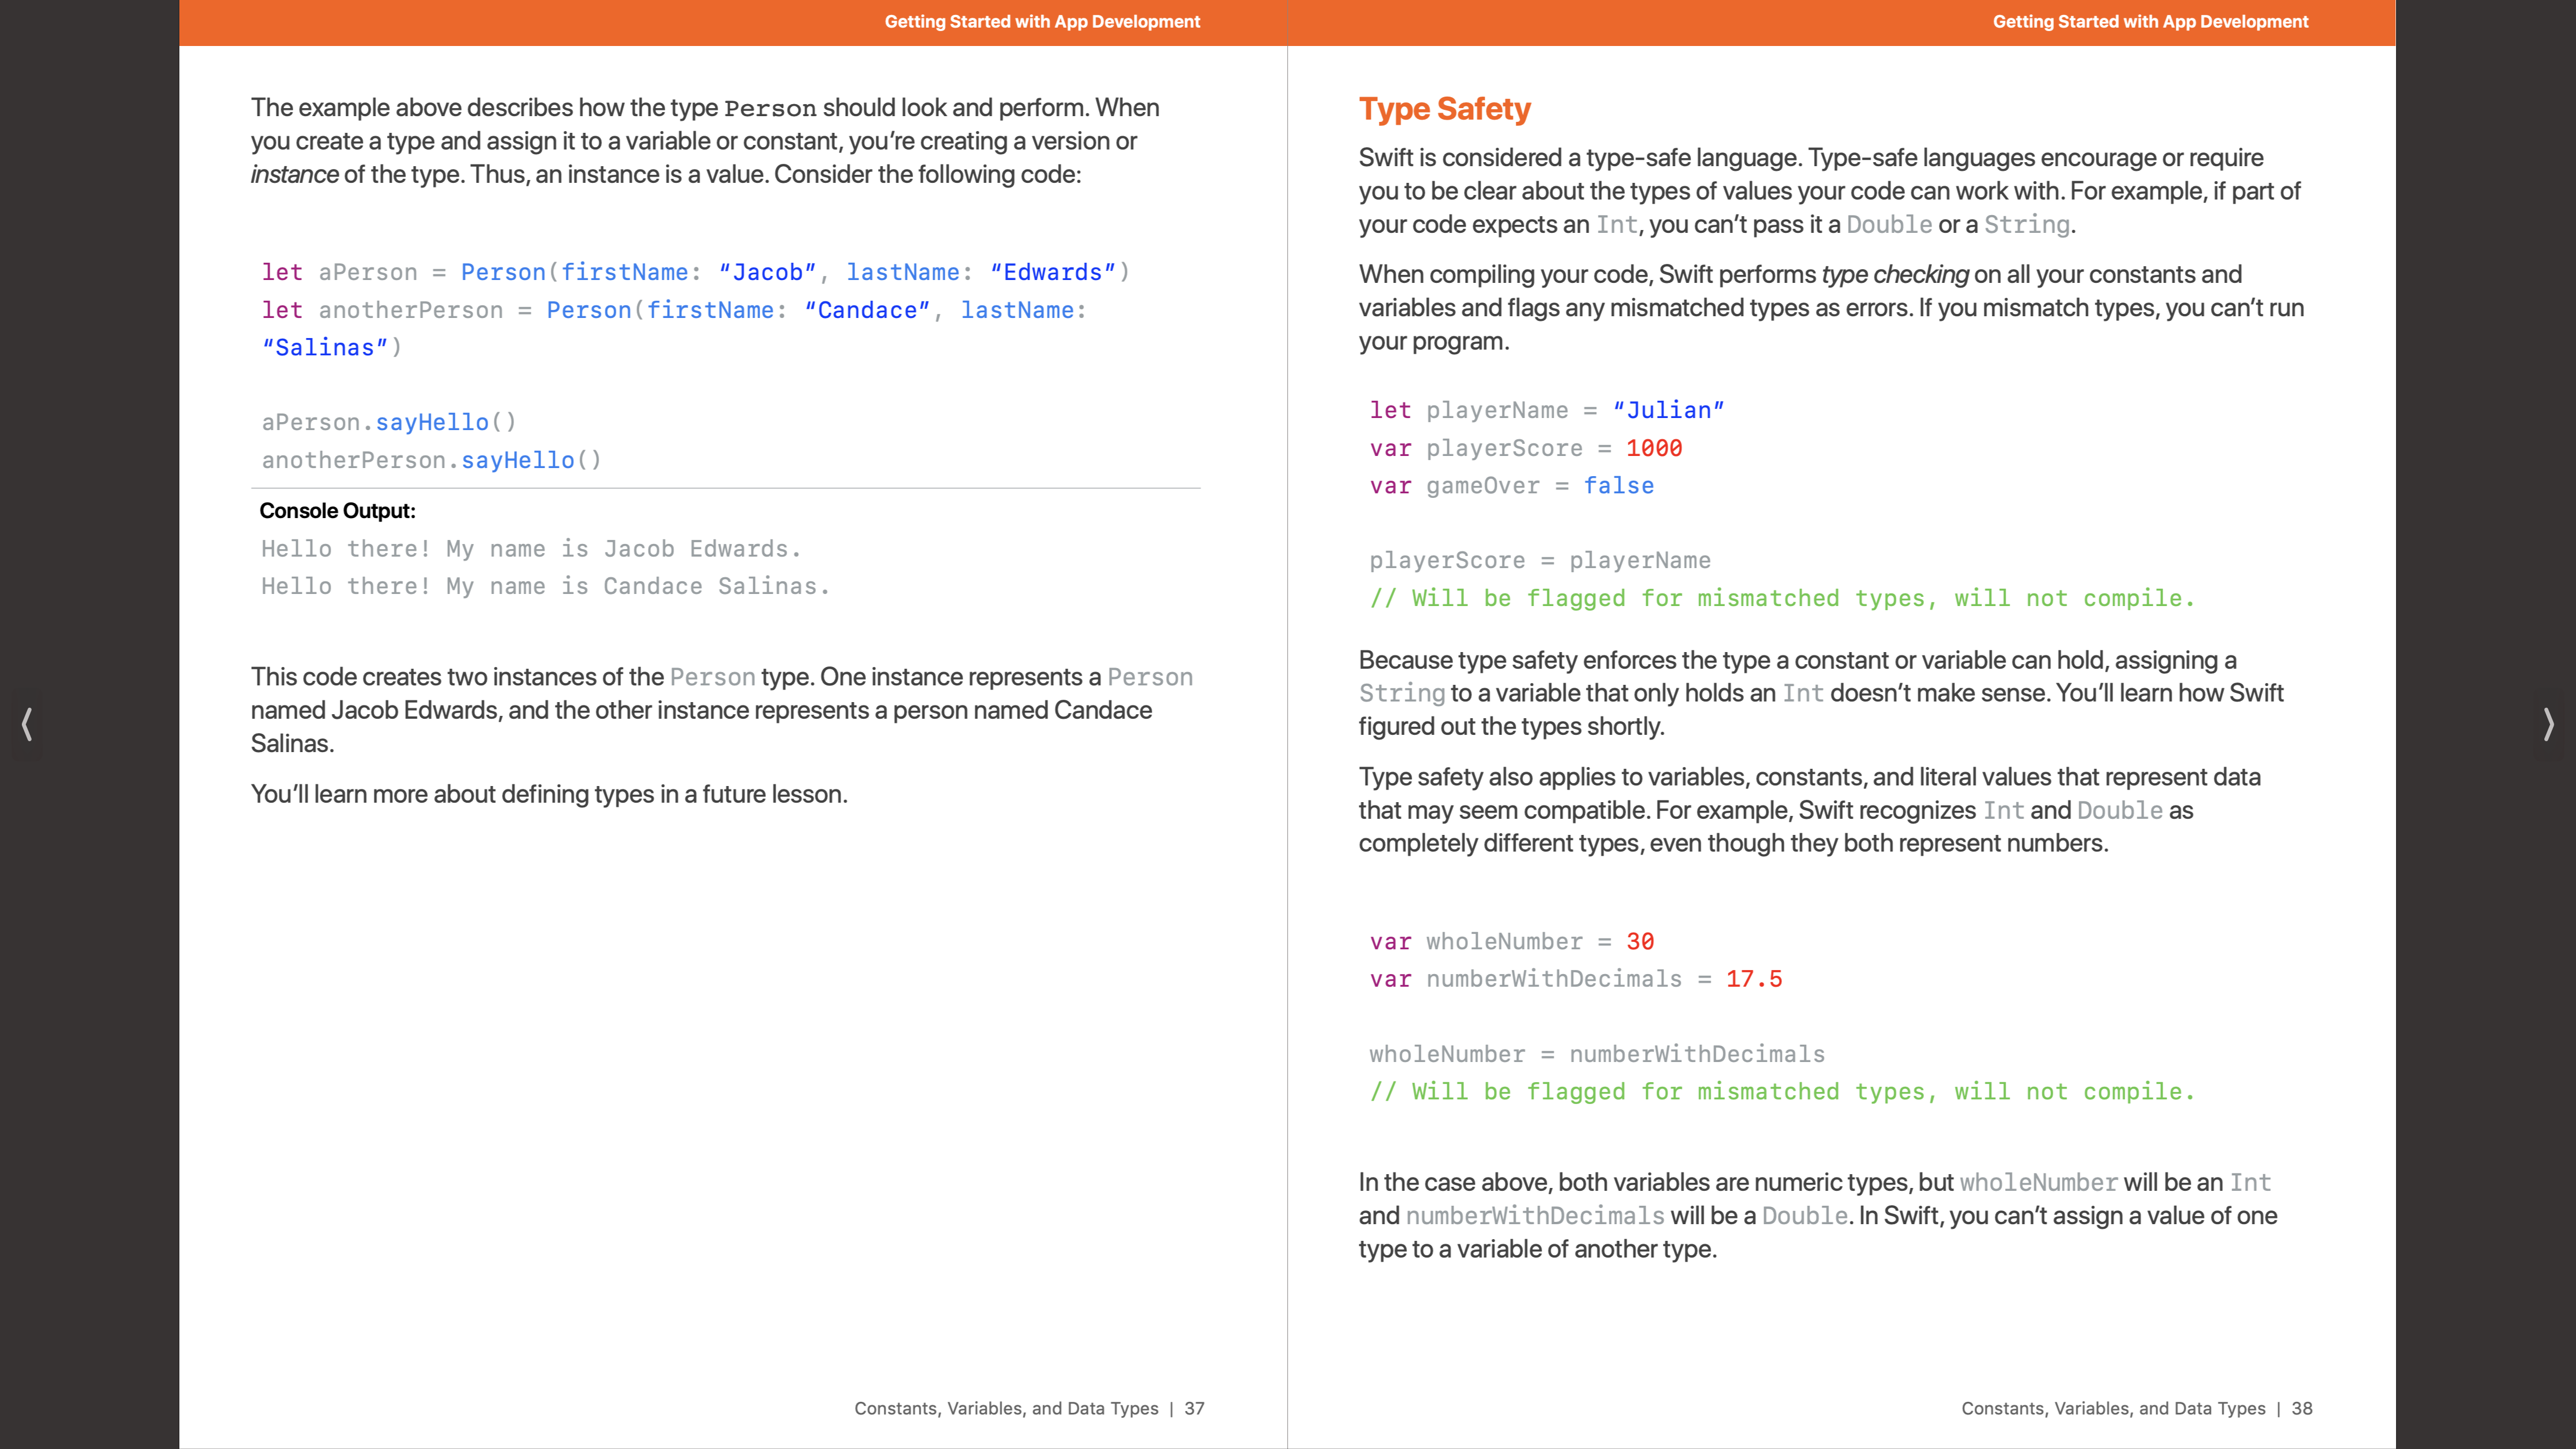 Getting Started with App Development
The example above describes how the type Person should look and perform. When
you create a type and assign it to a variable or constant, you’re creating a version or
instance of the type. Thus, an instance is a value. Consider the following code:
let aPerson = Person(firstName: “Jacob”, lastName: “Edwards”)
let anotherPerson = Person(firstName: “Candace”, lastName:
“Salinas”)
aPerson.sayHello()
anotherPerson.sayHello()
Console Output:
Hello there! My name is Jacob Edwards.
Hello there! My name is Candace Salinas.
This code creates two instances of the Person type. One instance represents a Person
named Jacob Edwards, and the other instance represents a person named Candace
Salinas.
You’ll learn more about defining types in a future lesson.
Constants, Variables, and Data Types | 37
Getting Started with App Development
Type Safety
Swift is considered a type-safe language. Type-safe languages encourage or require
you to be clear about the types of values your code can work with. For example, if part of
your code expects an Int, you can’t pass it a Double or a String.
When compiling your code, Swift performs type checking on all your constants and
variables and flags any mismatched types as errors. If you mismatch types, you can’t run
your program.
let playerName = “Julian”
var playerScore = 1000
var gameOver = false
playerScore = playerName
// Will be flagged for mismatched types, will not compile.
Because type safety enforces the type a constant or variable can hold, assigning a
String to a variable that only holds an Int doesn’t make sense. You’ll learn how Swift
figured out the types shortly.
Type safety also applies to variables, constants, and literal values that represent data
that may seem compatible. For example, Swift recognizes Int and Double as
completely different types, even though they both represent numbers.
var wholeNumber = 30
var numberWithDecimals = 17.5
wholeNumber = numberWithDecimals
// Will be flagged for mismatched types, will not compile.
In the case above, both variables are numeric types, but wholeNumber will be an Int
and numberWithDecimals will be a Double. In Swift, you can’t assign a value of one
type to a variable of another type.
Constants, Variables, and Data Types | 38